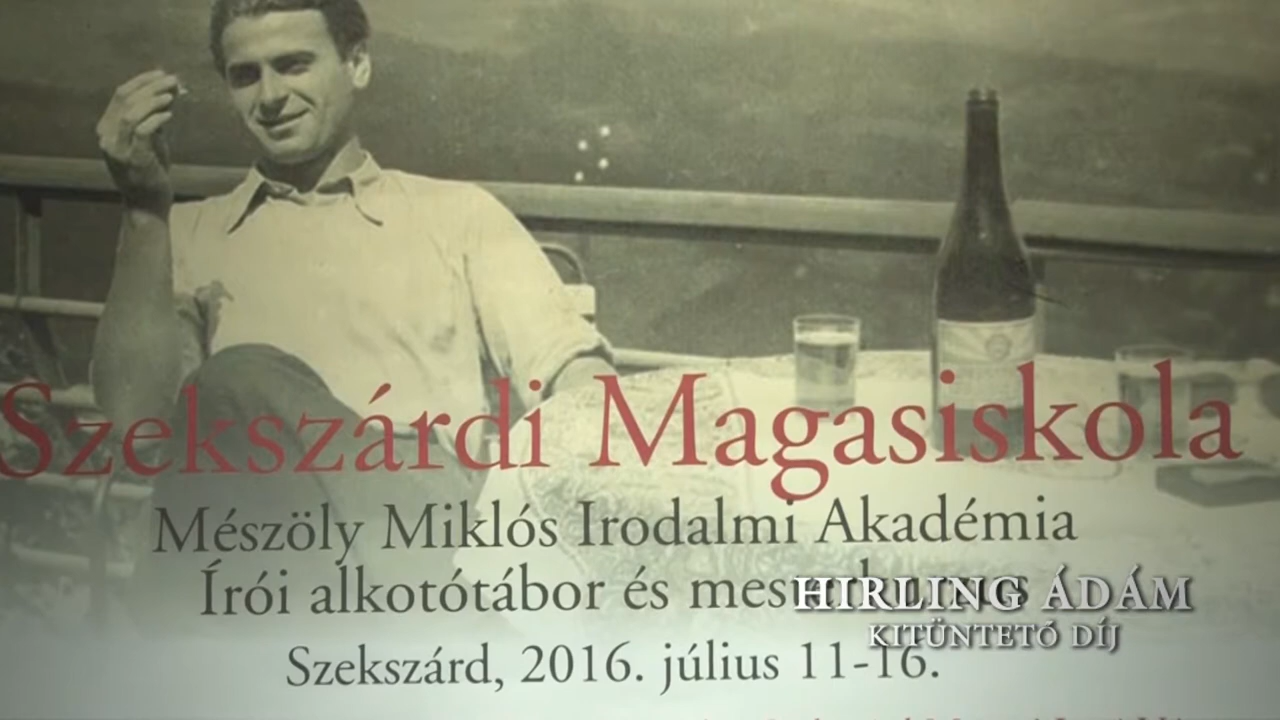 Szekszárdi Magasiskola
Mészöly Miklós Irodalmi Akadémia
Írói alkotótábor és
HIRLING ÁDÁM
KITÜNTETŐ DÍJ
Szekszárd, 2016. július 11-16.